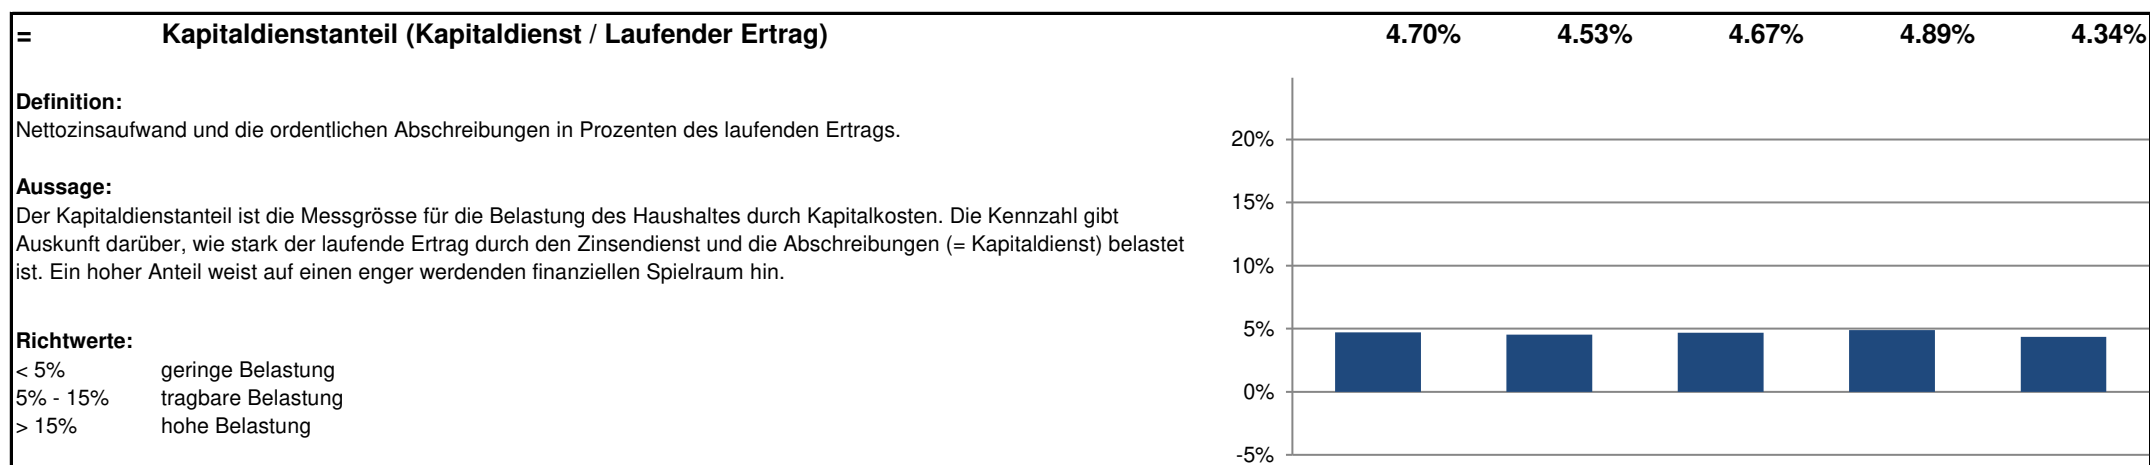 = Kapitaldienstanteil (Kapitaldienst / Laufender Ertrag) 4.70% 4.53% 4.67% 4.89% 4.34%
Definition:
Nettozinsaufwand und die ordentlichen Abschreibungen in Prozenten des laufenden Ertrags.
Aussage:
Der Kapitaldienstanteil ist die Messgrösse für die Belastung des Haushaltes durch Kapitalkosten. Die Kennzahl gibt
Auskunft darüber, wie stark der laufende Ertrag durch den Zinsendienst und die Abschreibungen (= Kapitaldienst) belastet
ist. Ein hoher Anteil weist auf einen enger werdenden finanziellen Spielraum hin.
Richtwerte:
< 5% geringe Belastung
5% - 15% tragbare Belastung
> 15% hohe Belastung
20%
15%
10%
5%
0%
-5%